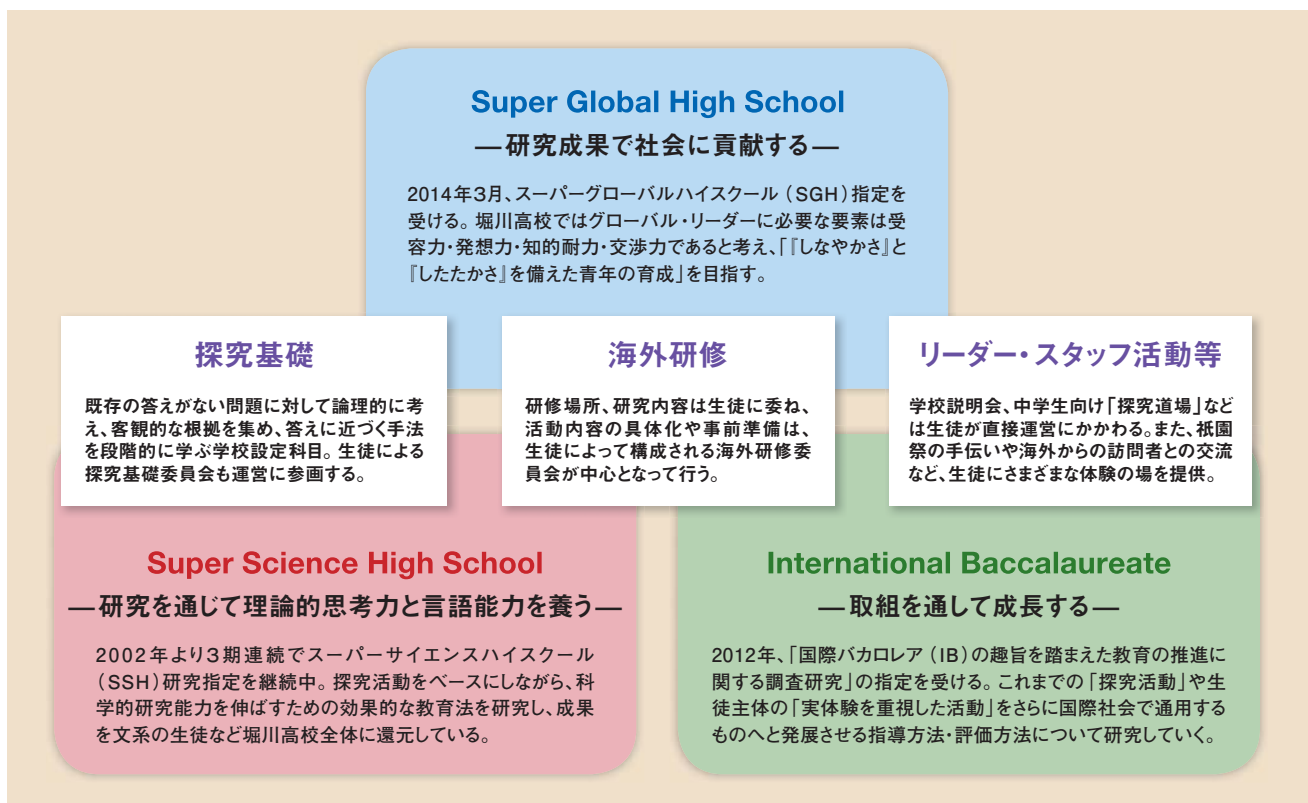 Super Global High School
―研究成果で社会に貢献する―
2014年3月、スーパーグローバルハイスクール（SGH）指定を
受ける。堀川高校ではグローバル・リーダーに必要な要素は受
容力・発想力・知的耐力・交渉力であると考え、「『しなやかさ』と
『したたかさ』を備えた青年の育成」を目指す。
探究基礎
既存の答えがない問題に対して論理的に考
え、客観的な根拠を集め、答えに近づく手法
を段階的に学ぶ学校設定科目。生徒による
探究基礎委員会も運営に参画する。
海外研修
研修場所、研究内容は生徒に委ね、
活動内容の具体化や事前準備は、
生徒によって構成される海外研修委
員会が中心となって行う。
リーダー・スタッフ活動等
学校説明会、中学生向け「探究道場」など
は生徒が直接運営にかかわる。また、祇園
祭の手伝いや海外からの訪問者との交流
など、生徒にさまざまな体験の場を提供。
Super Science High School
―研究を通じて理論的思考力と言語能力を養う―
2002年より3期連続でスーパーサイエンスハイスクール
（SSH）研究指定を継続中。探究活動をベースにしながら、科
学的研究能力を伸ばすための効果的な教育法を研究し、成果
を文系の生徒など堀川高校全体に還元している。
International Baccalaureate
―取組を通して成長する―
2012年、「国際バカロレア（IB）の趣旨を踏まえた教育の推進に
関する調査研究」の指定を受ける。これまでの「探究活動」や生
徒主体の「実体験を重視した活動」をさらに国際社会で通用する
ものへと発展させる指導方法・評価方法について研究していく。